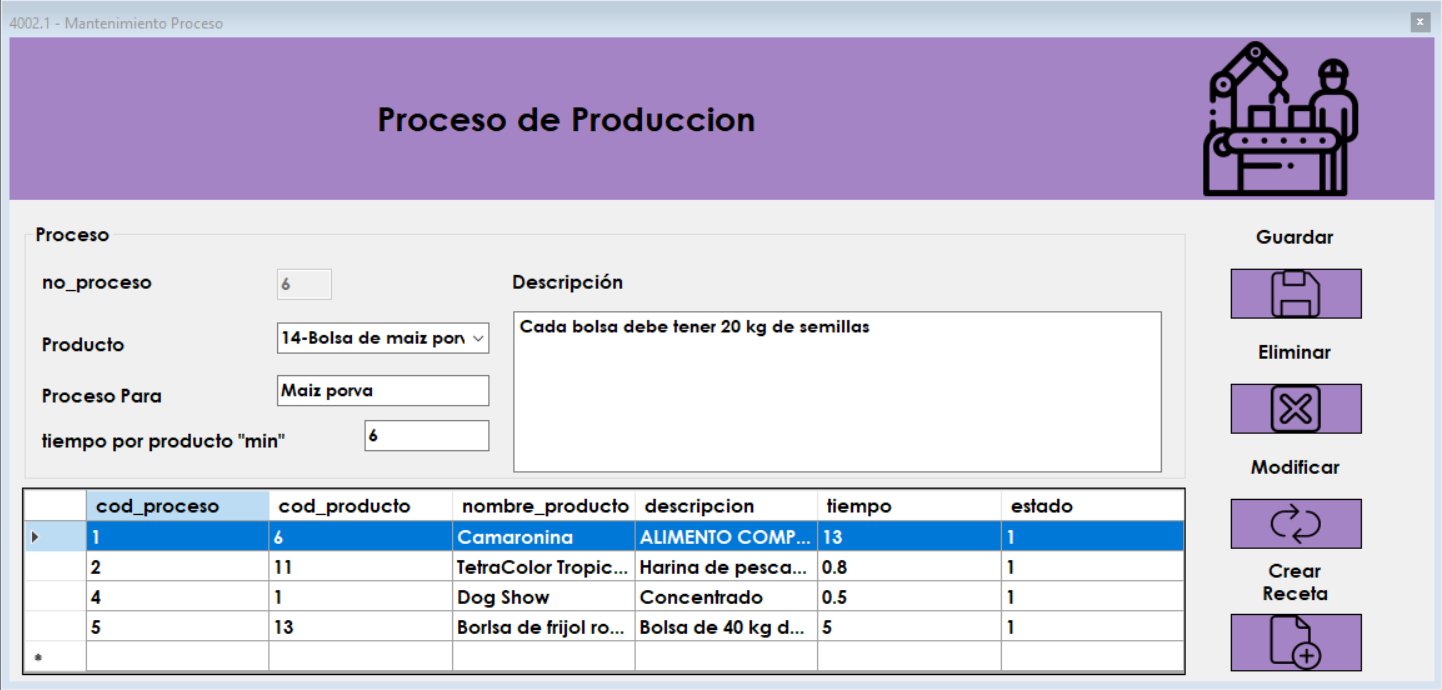 4002.1 - Mantenimiento Proceso
x
Proceso de Produccion
Proceso
no_proceso
6
Descripción
Producto
14-Bolsa de maiz porv
Cada bolsa debe tener 20 kg de semillas
Proceso Para
Maiz porva
tiempo por producto "min"
6
Guardar
Eliminar
Modificar
Crear
Receta
cod_proceso cod_producto nombre_producto descripcion tiempo estado
1 6 Camaronina ALIMENTO COMP... 13 1
2 11 TetraColor Tropic... Harina de pesca... 0.8 1
4 1 Dog Show Concentrado 0.5 1
5 13 Borlsa de frijol ro... Bolsa de 40 kg d... 5 1
*